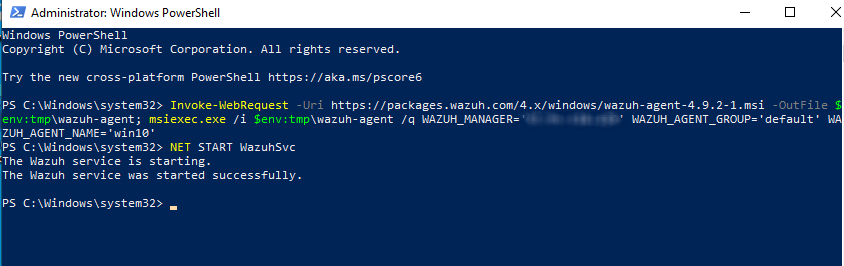 Administrator: Windows PowerShell
Windows PowerShell
Copyright (C) Microsoft Corporation. All rights reserved.
Try the new cross-platform PowerShell https://aka.ms/pscore6
PS C:\Windows\system32> Invoke-WebRequest -Uri https://packages.wazuh.com/4.x/windows/wazuh-agent-4.9.2-1.msi -OutFile $
env:tmp\wazuh-agent; msiexec.exe /i $env:tmp\wazuh-agent /q WAZUH_MANAGER='' WAZUH_AGENT_GROUP='default' WA
ZUH_AGENT_NAME='win10'
PS C:\Windows\system32> NET START WazuhSvc
The Wazuh service is starting.
The Wazuh service was started successfully.
PS C:\Windows\system32>